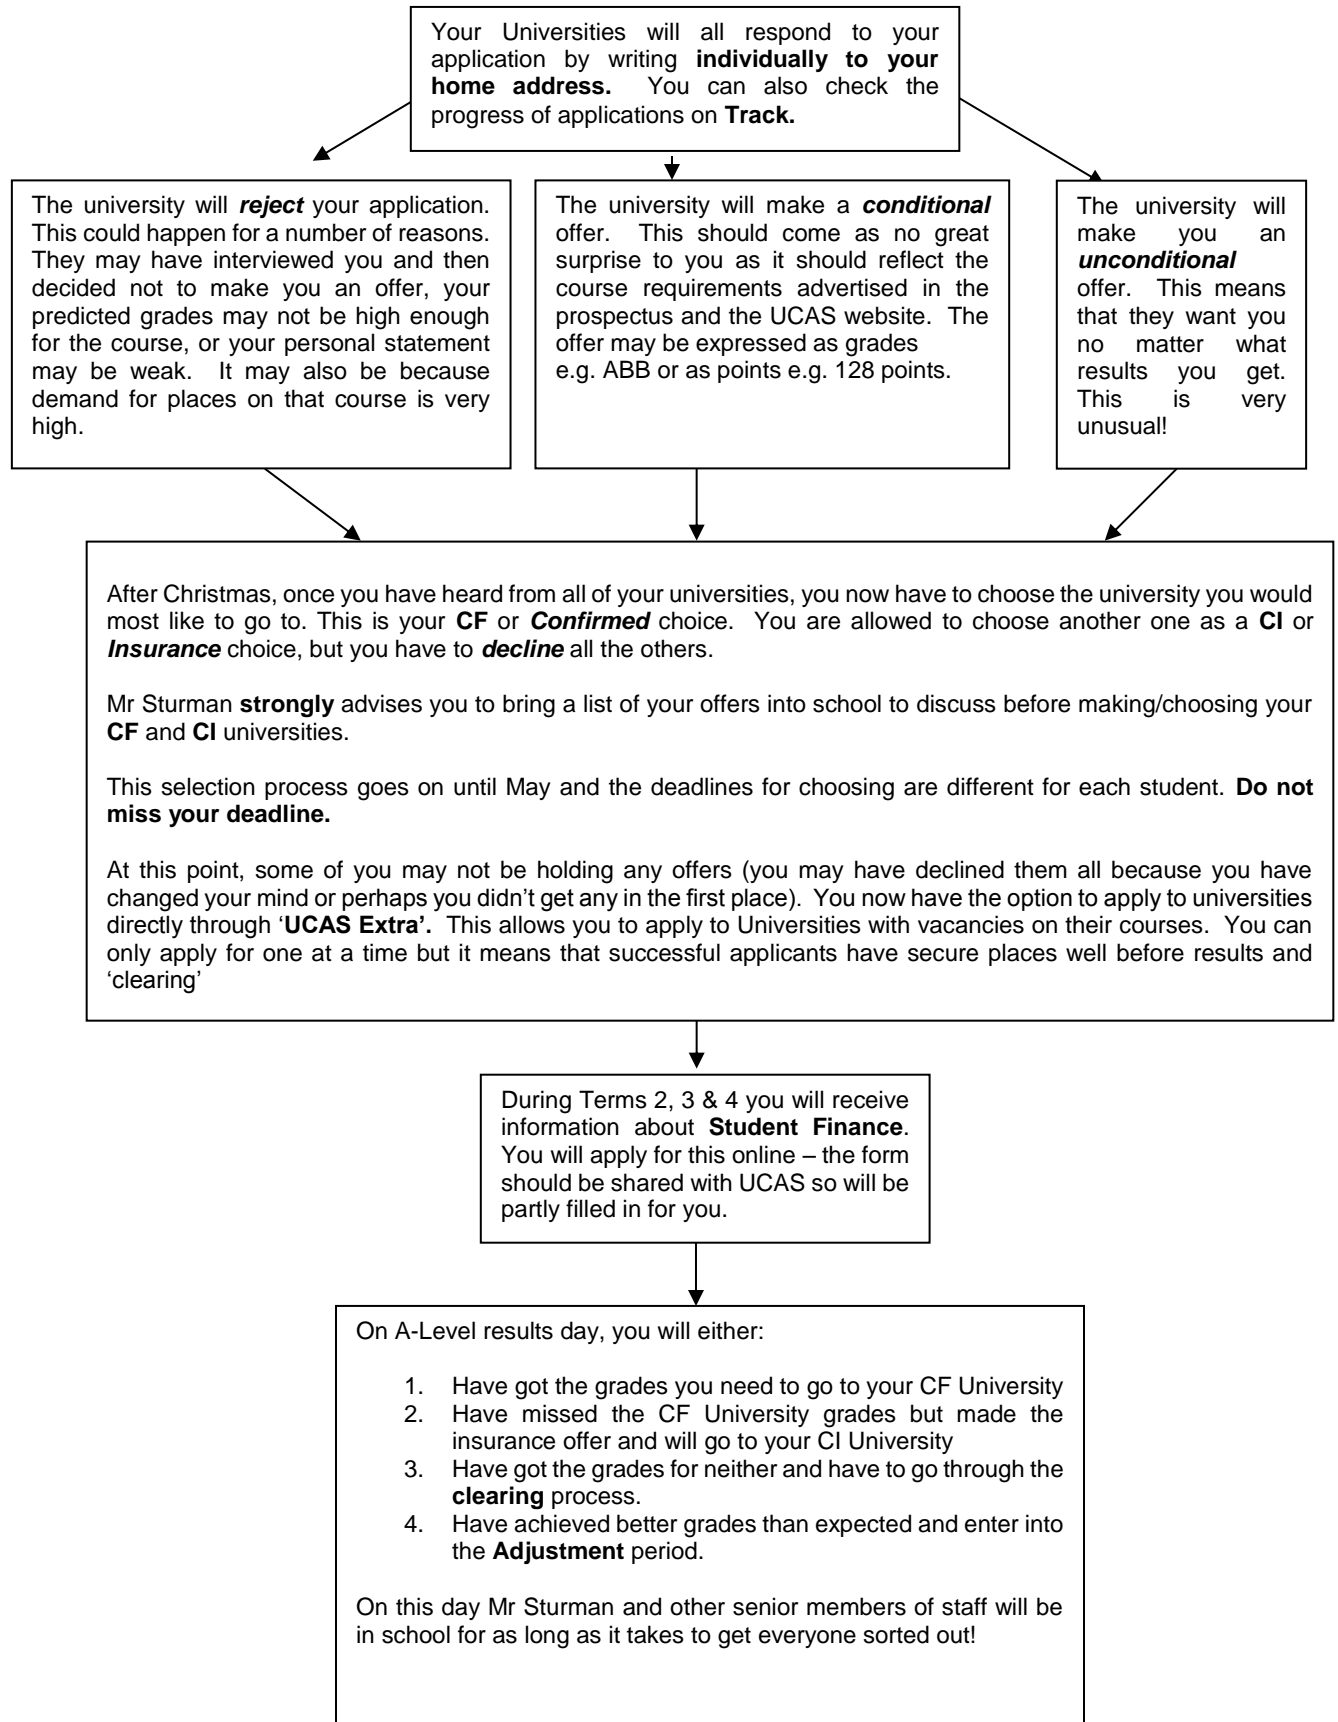 Your Universities will all respond to your
application by writing individually to your
home address. You can also check the
progress of applications on Track.
The university will reject your application.
This could happen for a number of reasons.
They may have interviewed you and then
decided not to make you an offer, your
predicted grades may not be high enough
for the course, or your personal statement
may be weak. It may also be because
demand for places on that course is very
high.
The university will make a conditional
offer. This should come as no great
surprise to you as it should reflect the
course requirements advertised in the
prospectus and the UCAS website. The
offer may be expressed as grades
e.g. ABB or as points e.g. 128 points.
The university will
make you an
unconditional
offer. This means
that they want you
no matter what
results you get.
This is very
unusual!
After Christmas, once you have heard from all of your universities, you now have to choose the university you would
most like to go to. This is your CF or Confirmed choice. You are allowed to choose another one as a CI or
Insurance choice, but you have to decline all the others.
Mr Sturman strongly advises you to bring a list of your offers into school to discuss before making/choosing your
CF and CI universities.
This selection process goes on until May and the deadlines for choosing are different for each student. Do not
miss your deadline.
At this point, some of you may not be holding any offers (you may have declined them all because you have
changed your mind or perhaps you didn't get any in the first place). You now have the option to apply to universities
directly through 'UCAS Extra'. This allows you to apply to Universities with vacancies on their courses. You can
only apply for one at a time but it means that successful applicants have secure places well before results and
'clearing'
During Terms 2, 3 & 4 you will receive
information about Student Finance.
You will apply for this online – the form
should be shared with UCAS so will be
partly filled in for you.
On A-Level results day, you will either:
1. Have got the grades you need to go to your CF University
2. Have missed the CF University grades but made the
insurance offer and will go to your CI University
3. Have got the grades for neither and have to go through the
clearing process.
4. Have achieved better grades than expected and enter into
the Adjustment period.
On this day Mr Sturman and other senior members of staff will be
in school for as long as it takes to get everyone sorted out!